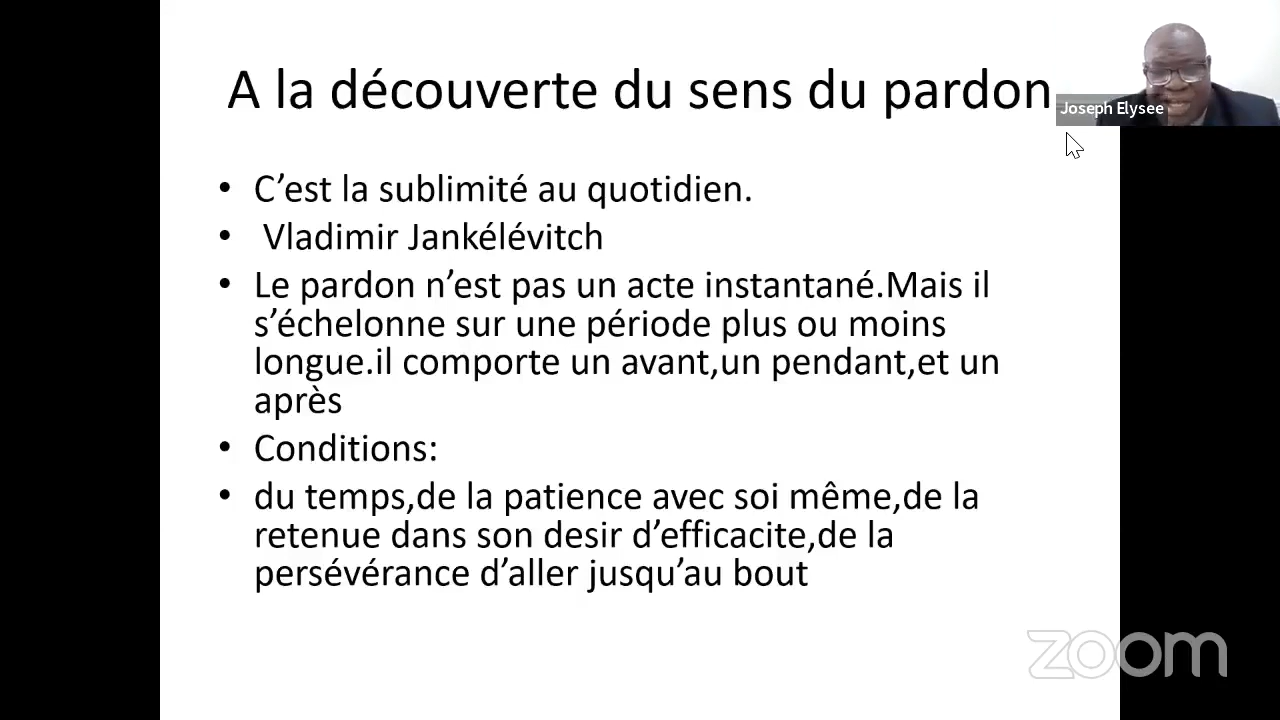 A la découverte du sens du pardon
Joseph Elysee
• C’est la sublimité au quotidien.
• Vladimir Jankélévitch
• Le pardon n’est pas un acte instantané.Mais il
s’échelonne sur une période plus ou moins
longue.il comporte un avant,un pendant,et un
après
• Conditions:
• du temps,de la patience avec soi même,de la
retenue dans son desir d’efficacite,de la
persévérance d’aller jusqu’au bout
zoom